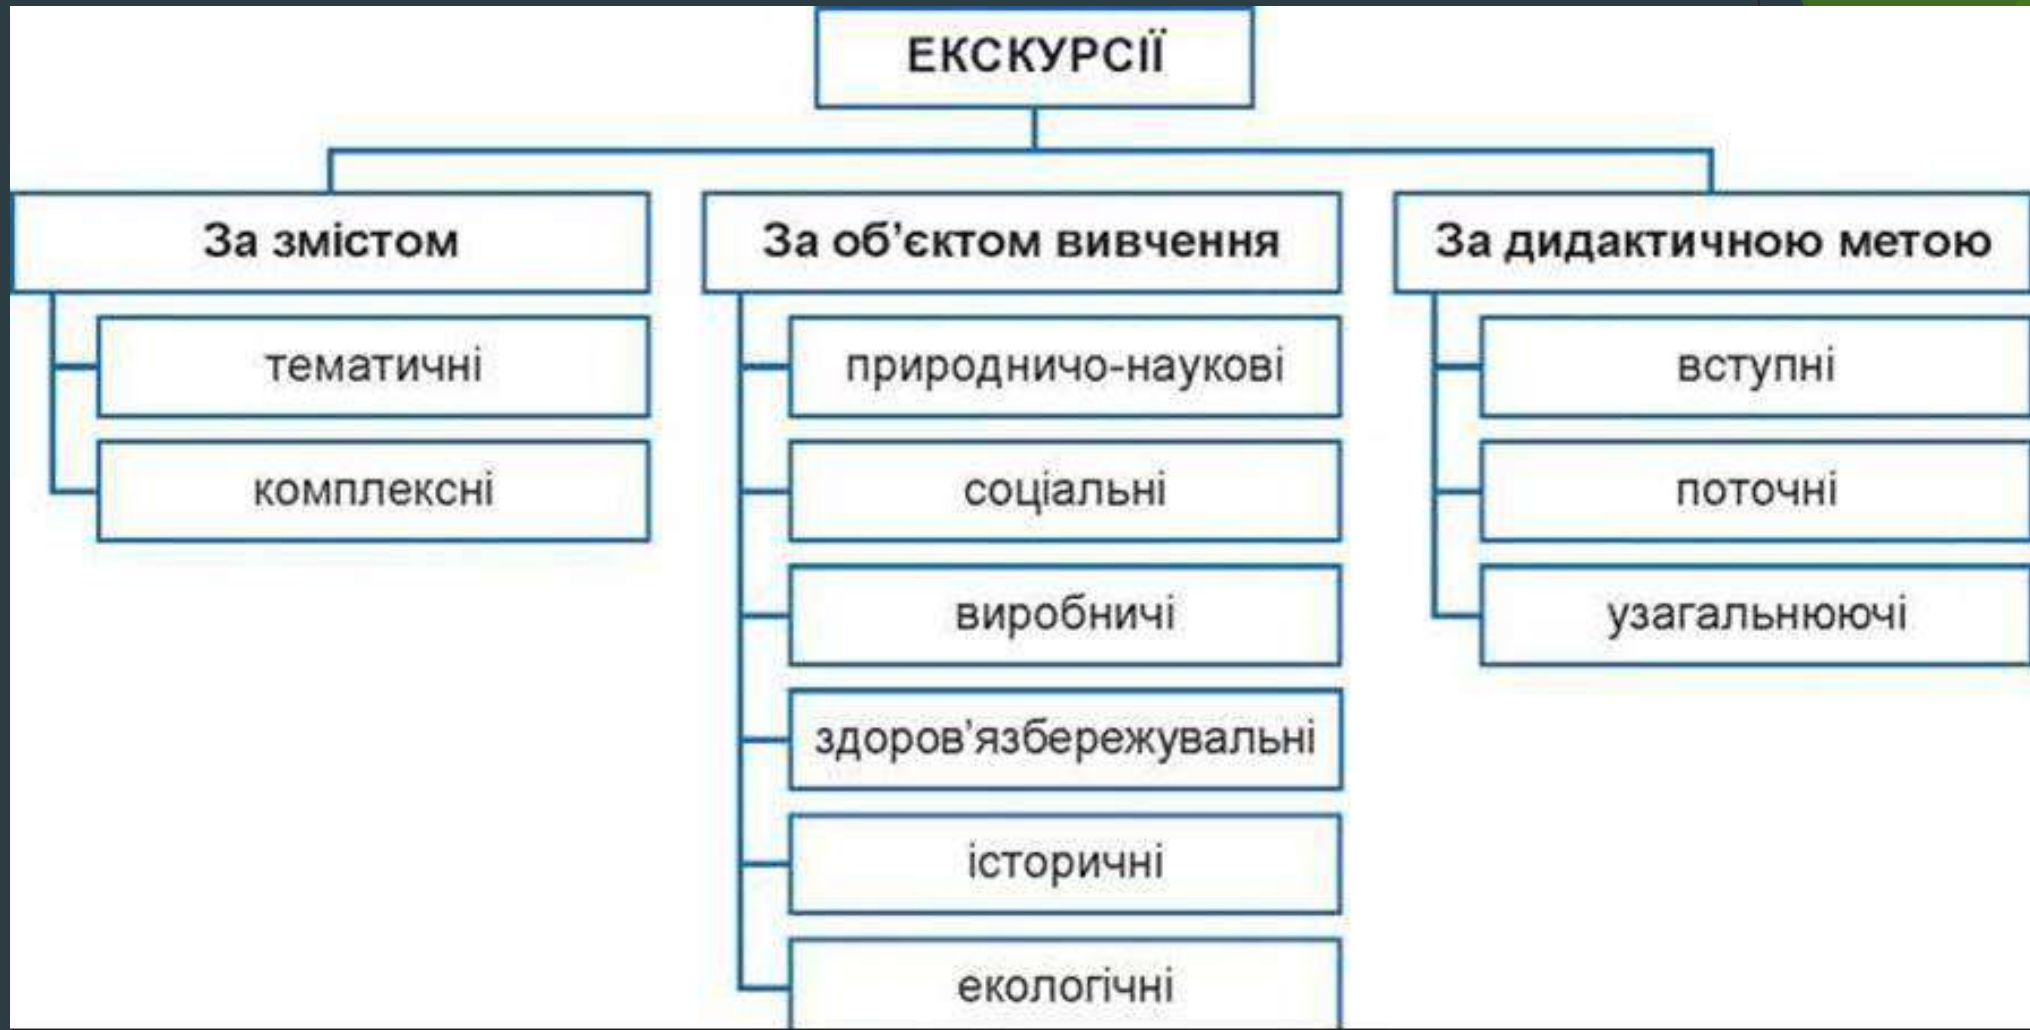 ЕКСКУРСІЇ
За змістом
тематичні
комплексні
За об’єктом вивчення
природничо-наукові
соціальні
виробничі
здоров’язбережувальні
історичні
екологічні
За дидактичною метою
вступні
поточні
узагальнюючі